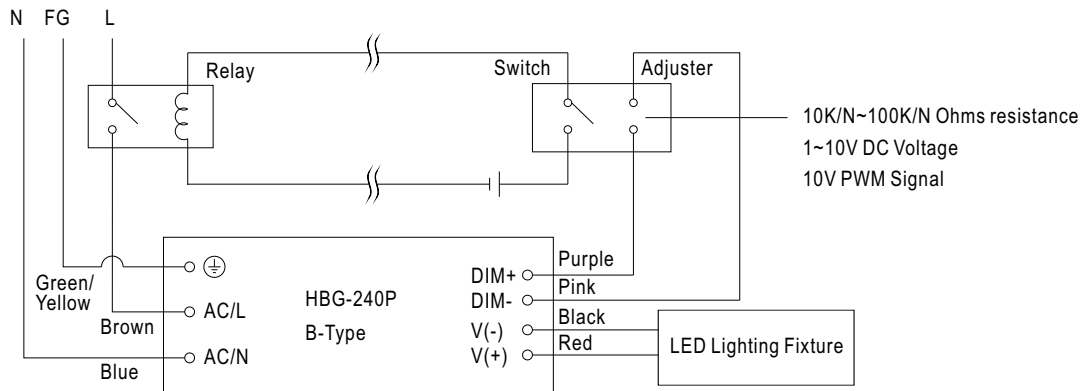 N FG L
Relay
Switch
Adjuster
10K/N~100K/N Ohms resistance
1~10V DC Voltage
10V PWM Signal
Green/
Yellow
Brown
Blue
AC/L
AC/N
HBG-240P
B-Type
DIM+
DIM-
V(-)
V(+)
Purple
Pink
Black
Red
LED Lighting Fixture